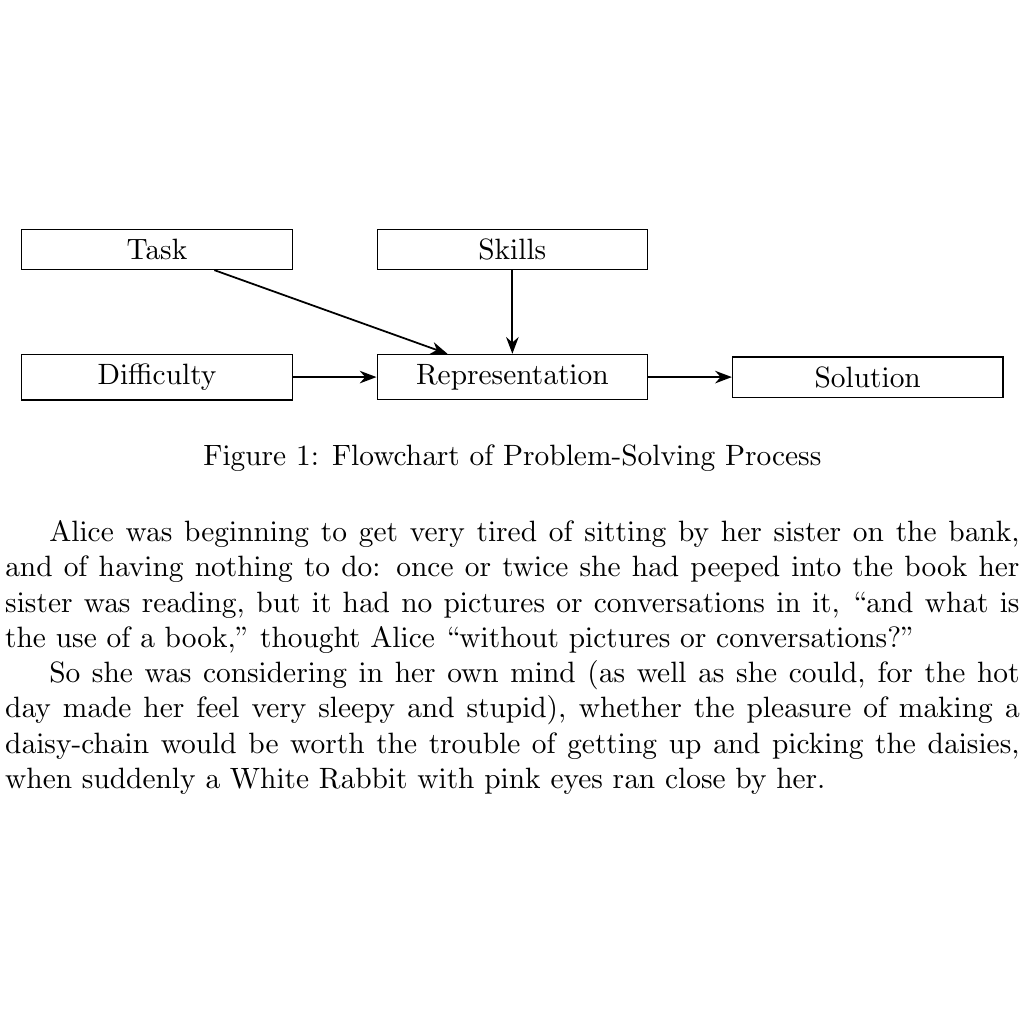 Task
Skills
Difficulty
Representation
Solution
Figure 1: Flowchart of Problem-Solving Process
Alice was beginning to get very tired of sitting by her sister on the bank,
and of having nothing to do: once or twice she had peeped into the book her
sister was reading, but it had no pictures or conversations in it, “and what is
the use of a book,” thought Alice “without pictures or conversations?”
So she was considering in her own mind (as well as she could, for the hot
day made her feel very sleepy and stupid), whether the pleasure of making a
daisy-chain would be worth the trouble of getting up and picking the daisies,
when suddenly a White Rabbit with pink eyes ran close by her.